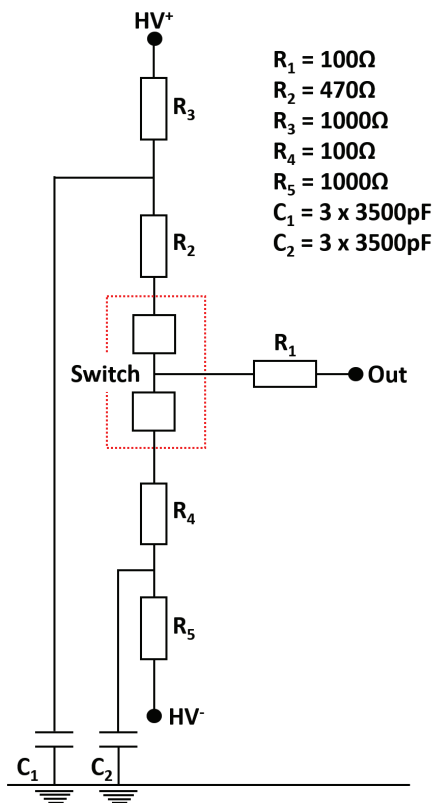 HV⁺
R₃
R₁ = 100Ω
R₂ = 470Ω
R₃ = 1000Ω
R₄ = 100Ω
R₅ = 1000Ω
C₁ = 3 x 3500pF
C₂ = 3 x 3500pF
R₂
R₁
Switch
Out
R₄
R₅
HV⁻
C₁
C₂